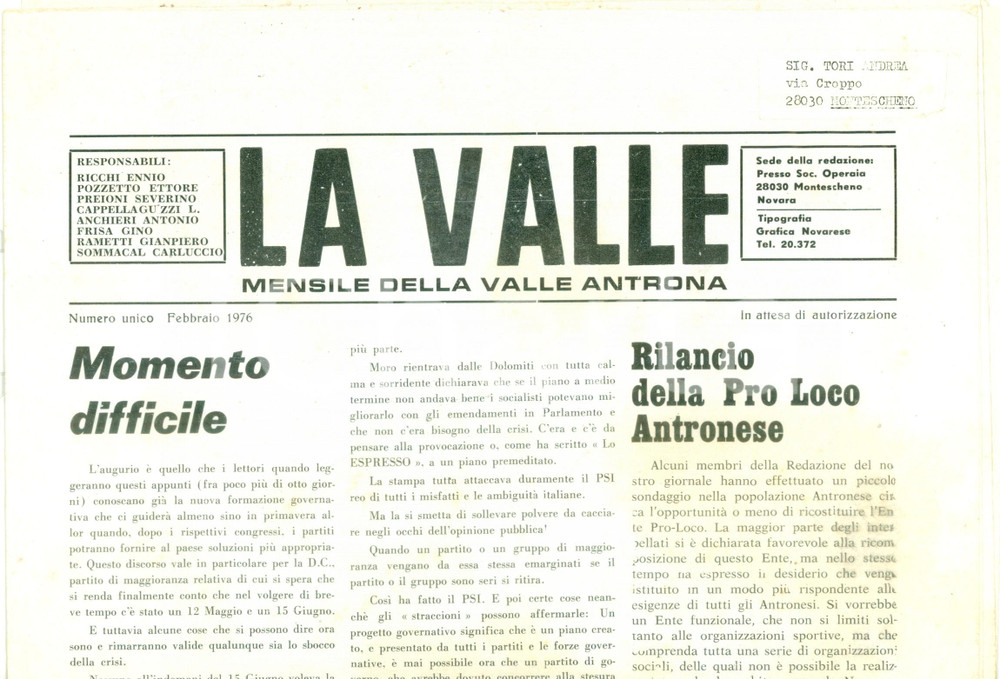 SIG. TORI ANDREA
via Croppo
28030 MONTESCHENO
RESPONSABILI:
RICCHI ENNIO
POZZETTO ETTORE
PREIONI SEVERINO
CAPPELLAGUZZI L.
ANCHIERI ANTONIO
FRISA GINO
RAMETTI GIANPIERO
SOMMACAL CARLUCCIO
LA VALLE
MENSILE DELLA VALLE ANTRONA
Sede della redazione:
Presso Soc. Operaia
28030 Montescheno
Novara
Tipografia
Grafica Novarese
Tel. 20.372
Numero unico Febbraio 1976
In attesa di autorizzazione
Momento
difficile
L'augurio è quello che i lettori quando leg-
geranno questi appunti (fra poco più di otto gior-
ni) conoscano già la nuova formazione governa-
tiva che ci guiderà almeno sino in primavera al-
lor quando, dopo i rispettivi congressi, i partiti
potranno fornire al paese soluzioni più appropria-
te. Questo discorso vale in particolare per la D.C.,
partito di maggioranza relativa di cui si spera che
si renda finalmente conto che nel volgere di bre-
ve tempo c'è stato un 12 Maggio e un 15 Giugno.
E tuttavia alcune cose che si possono dire ora
sono e rimarranno valide qualunque sia lo sbocco
della crisi.
più parte.
Moro rientrava dalle Dolomiti con tutta cal-
ma e sorridente dichiarava che se il piano a medio
termine non andava bene i socialisti potevano mi-
gliorarlo con gli emendamenti in Parlamento e
che non c'era bisogno della crisi. C'era e c'è da
pensare alla provocazione o, come ha scritto « Lo
ESPRESSO », a un piano premeditato.
La stampa tutta attaccava duramente il PSI
reo di tutti i misfatti e le ambiguità italiane.
Ma la si smetta di sollevare polvere da caccia-
re negli occhi dell'opinione pubblica!
Quando un partito o un gruppo di maggio-
ranza vengano da essa stessa emarginati se il
partito o il gruppo sono seri si ritira.
Così ha fatto il PSI. E poi certe cose nean-
chè gli « straccioni » possono affermarle: Un
progetto governativo significa che è un piano crea-
to, e presentato da tutti i partiti e le forze gover-
native, è mai possibile ora che un partito di go-
verno, che avrebbe dovuto concorrere alla stesura
Rilancio
della Pro Loco
Antronese
Alcuni membri della Redazione del no
stro giornale hanno effettuato un piccolo
sondaggio nella popolazione Antronese cir
ca l'opportunità o meno di ricostituire l'En
te Pro-Loco. La maggior parte degli inter
pellati si è dichiarata favorevole alla ricom
posizione di questo Ente, ma nello stesso
tempo ha espresso il desiderio che venga
istituito in un modo più rispondente alle
esigenze di tutti gli Antronesi. Si vorrebbe
un Ente funzionale, che non si limiti sol-
tanto alle organizzazioni sportive, ma che
comprenda tutta una serie di organizzazioni
sociali, delle quali non è possibile la realiz-